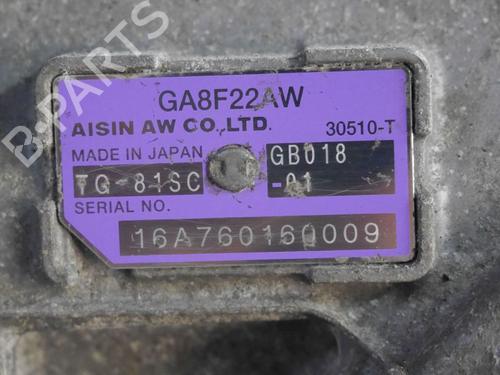 B-PARTS
GA8F22AW
AISIN AW CO.,LTD. 30510-T
MADE IN JAPAN GB018
TG-81SC -01
SERIAL NO.
16A760160009